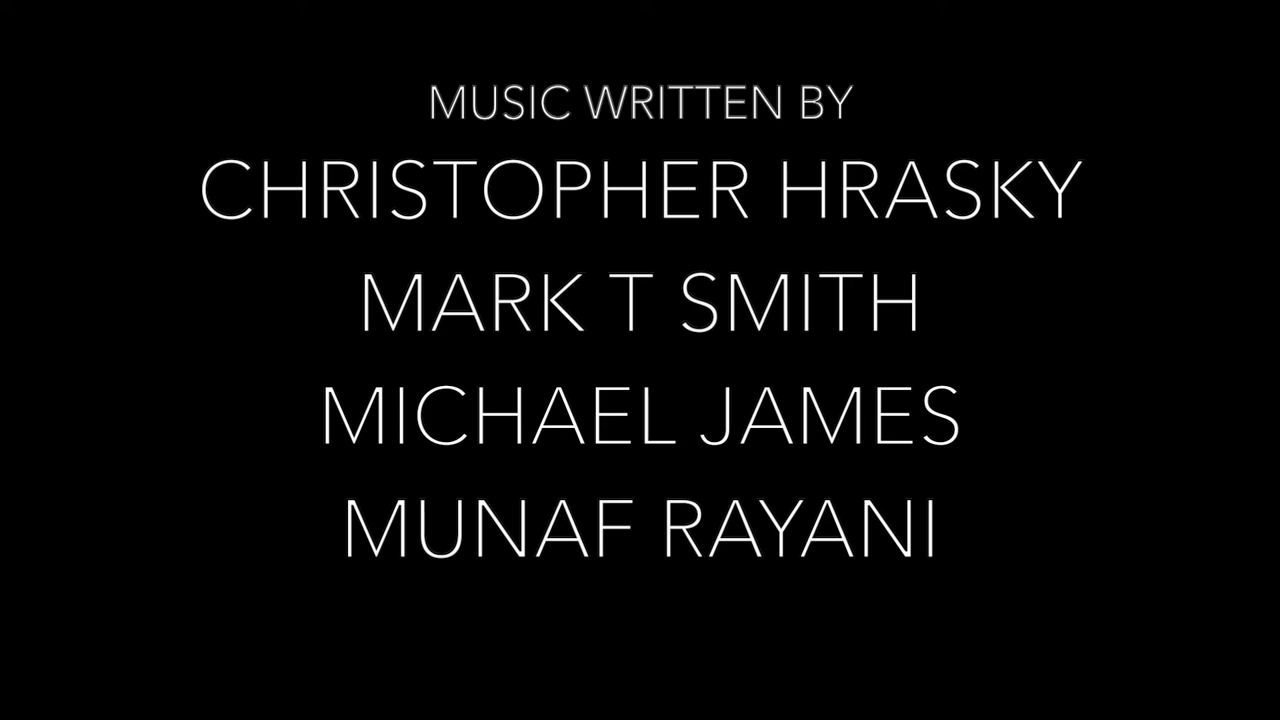 MUSIC WRITTEN BY
CHRISTOPHER HRASKY
MARK T SMITH
MICHAEL JAMES
MUNAF RAYANI